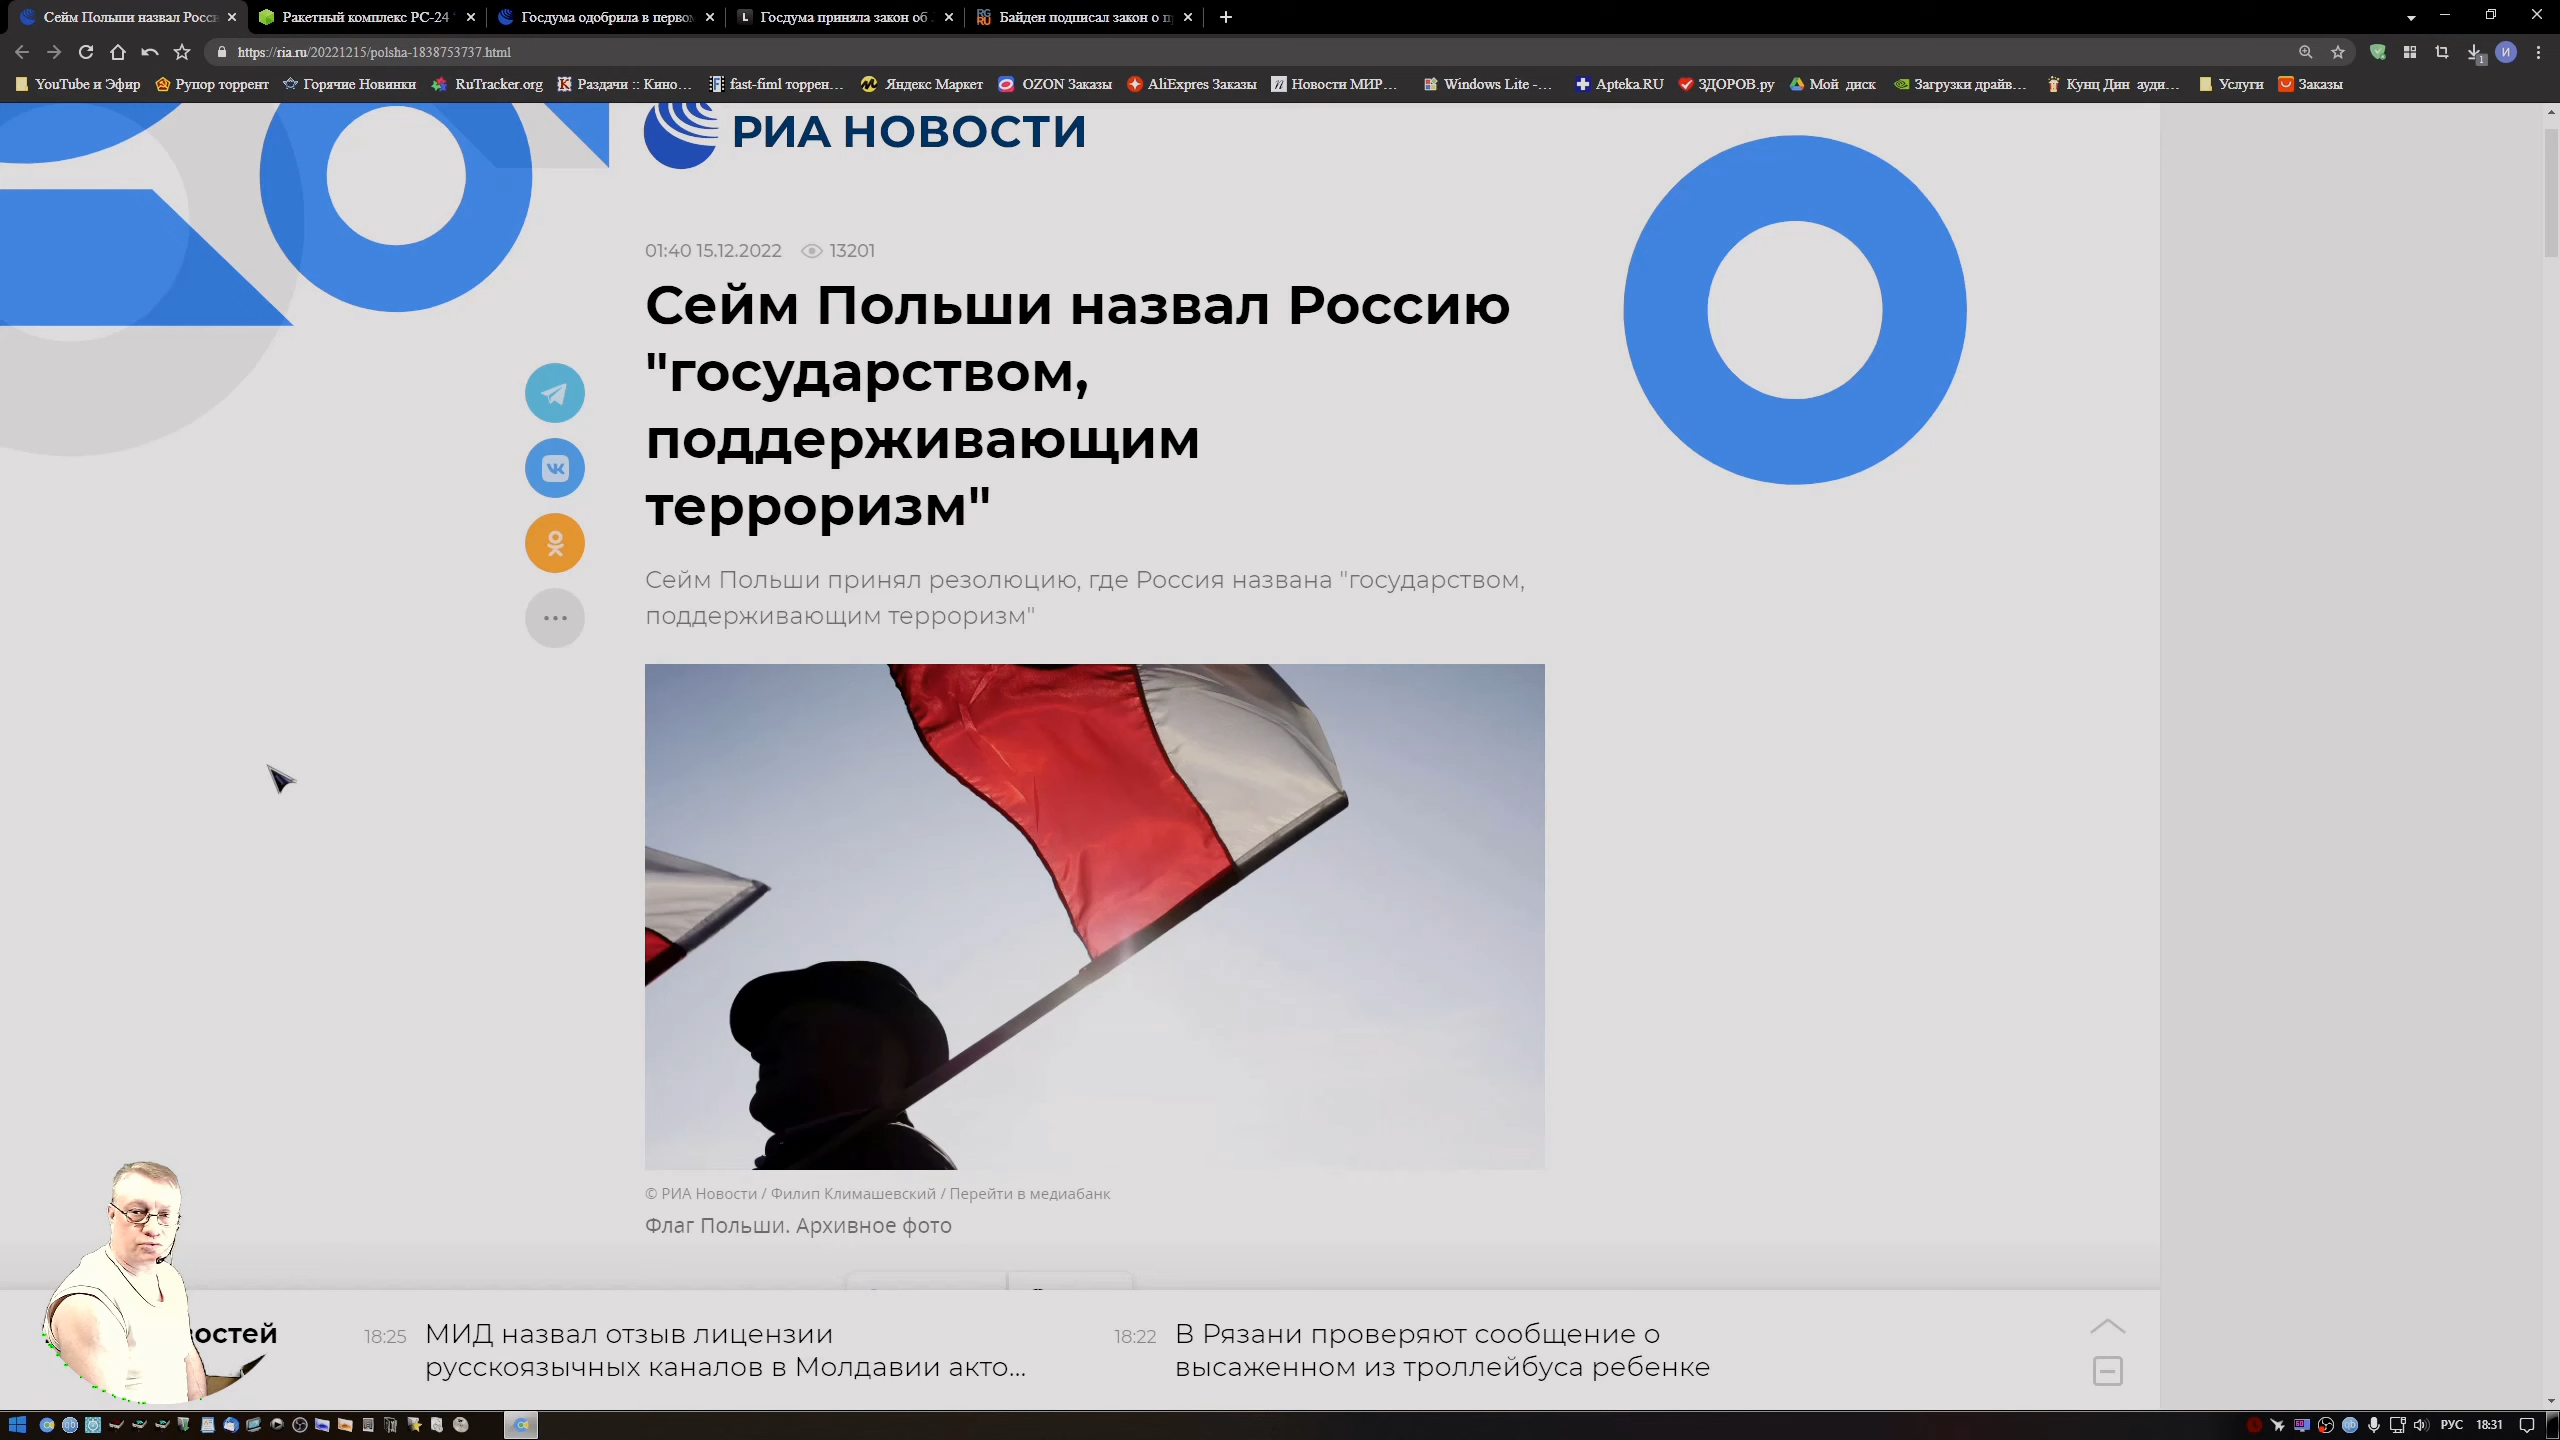 Сейм Польши назвал Росси
Ракетный комплекс РС-24
Госдума одобрила в первом
Госдума приняла закон об
Байден подписал закон о п
https://ria.ru/20221215/polsha-1838753737.html
И
1
YouTube и Эфир
Рупор торрент
Горячие Новинки
RuTracker.org
Раздачи :: Кино...
fast-fiml торрен...
Яндекс Маркет
OZON Заказы
AliExpres Заказы
Новости МИР...
Windows Lite -...
Apteka.RU
ЗДОРОВ.ру
Мой диск
Загрузки драйв...
Кунц Дин ауди...
Услуги
Заказы
РИА НОВОСТИ
01:40 15.12.2022 13201
Сейм Польши назвал Россию
"государством,
поддерживающим
терроризм"
Сейм Польши принял резолюцию, где Россия названа "государством,
поддерживающим терроризм"
© РИА Новости / Филип Климашевский / Перейти в медиабанк
Флаг Польши. Архивное фото
18:25 МИД назвал отзыв лицензии
русскоязычных каналов в Молдавии акто...
18:22 В Рязани проверяют сообщение о
высаженном из троллейбуса ребенке
РУС 18:31